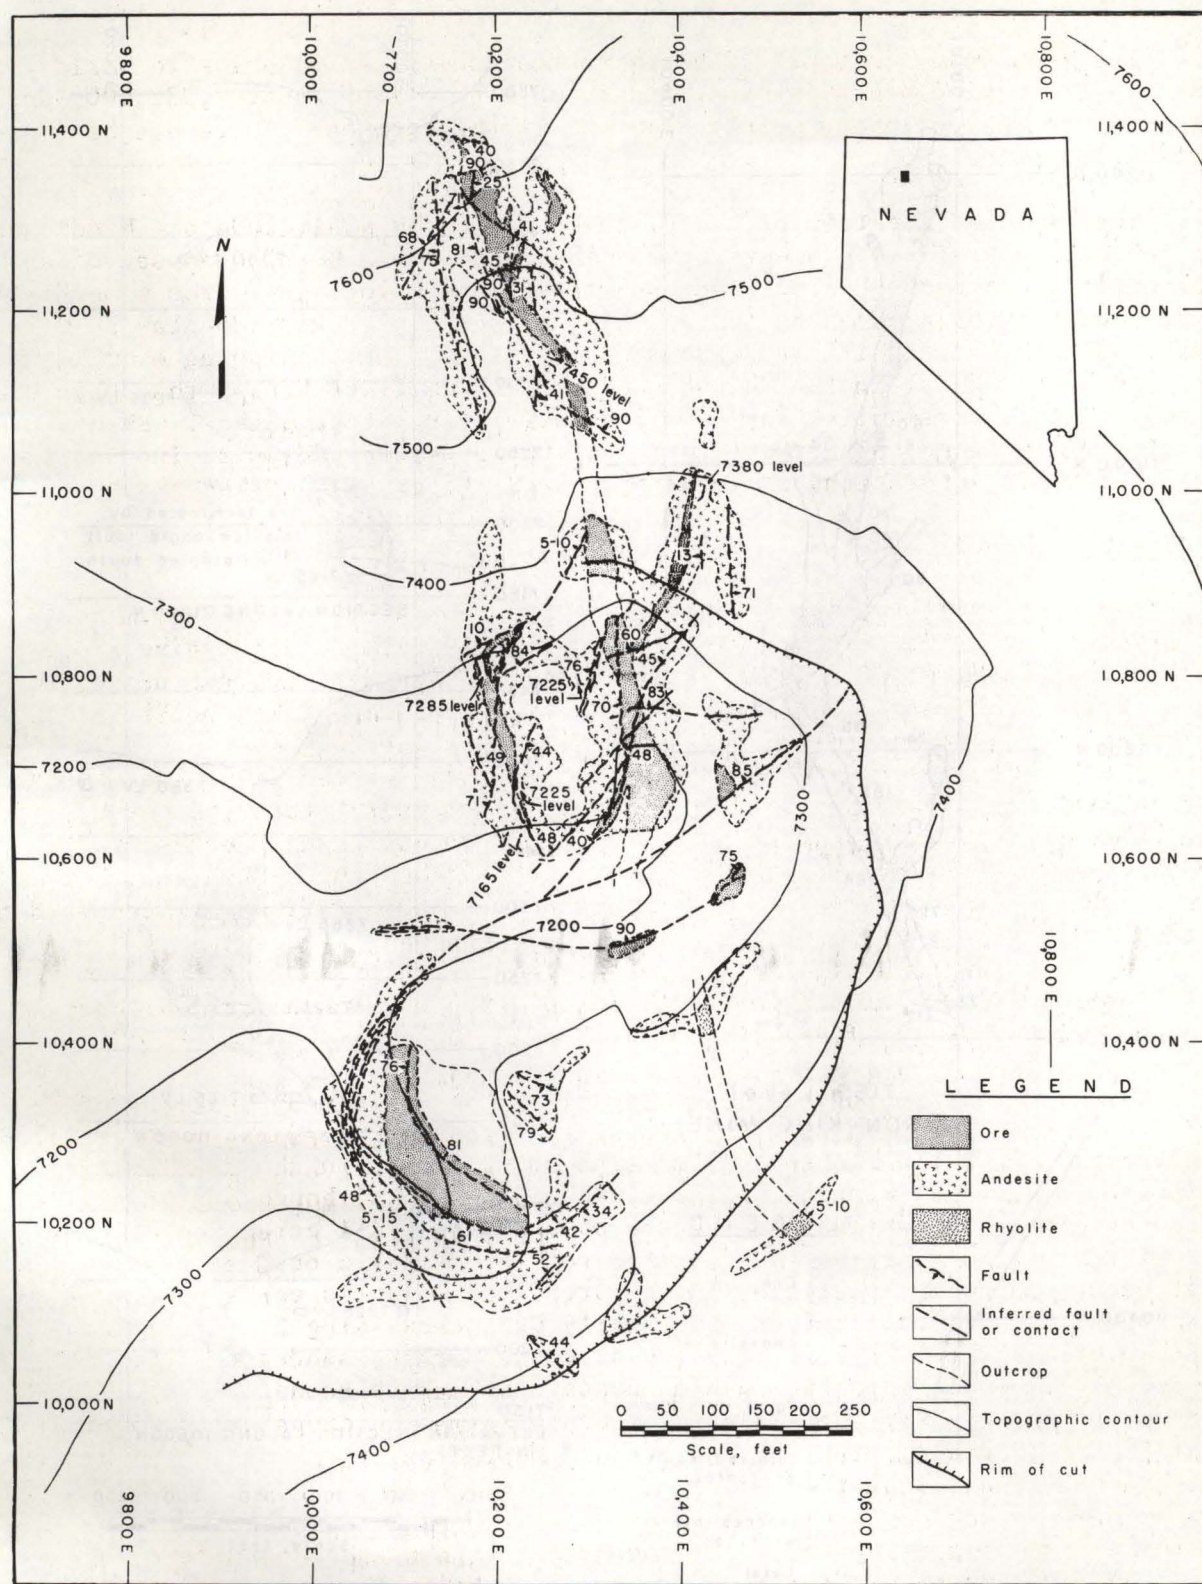 9800 E
10,000 E
7700
10,200 E
10,400 E
10,600 E
10,800 E
7600
11,400 N
11,400 N
40
90
25
71
NEVADA
N
68
75
81
41
45
7600
90
31
90
7500
11,200 N
11,200 N
7450 level
41
90
7500
7380 level
11,000 N
11,000 N
5-10
13
7400
71
7300
10
84
60
45
10,800 N
76
10,800 N
7225 level
83
7285 level
70
44
48
7200
49
85
71
7225 level
7300
7400
48
40
10,600 N
10,600 N
75
7165 level
7200
90
10,800 E
10,400 N
10,400 N
76
LEGEND
73
79
Ore
81
7200
Andesite
48
5-15
34
5-10
10,200 N
61
42
Rhyolite
52
7300
Fault
Inferred fault
or contact
44
Outcrop
10,000 N
0 50 100 150 200 250
Topographic contour
Scale, feet
7400
Rim of cut
9800 E
10,000 E
10,200 E
10,400 E
10,600 E